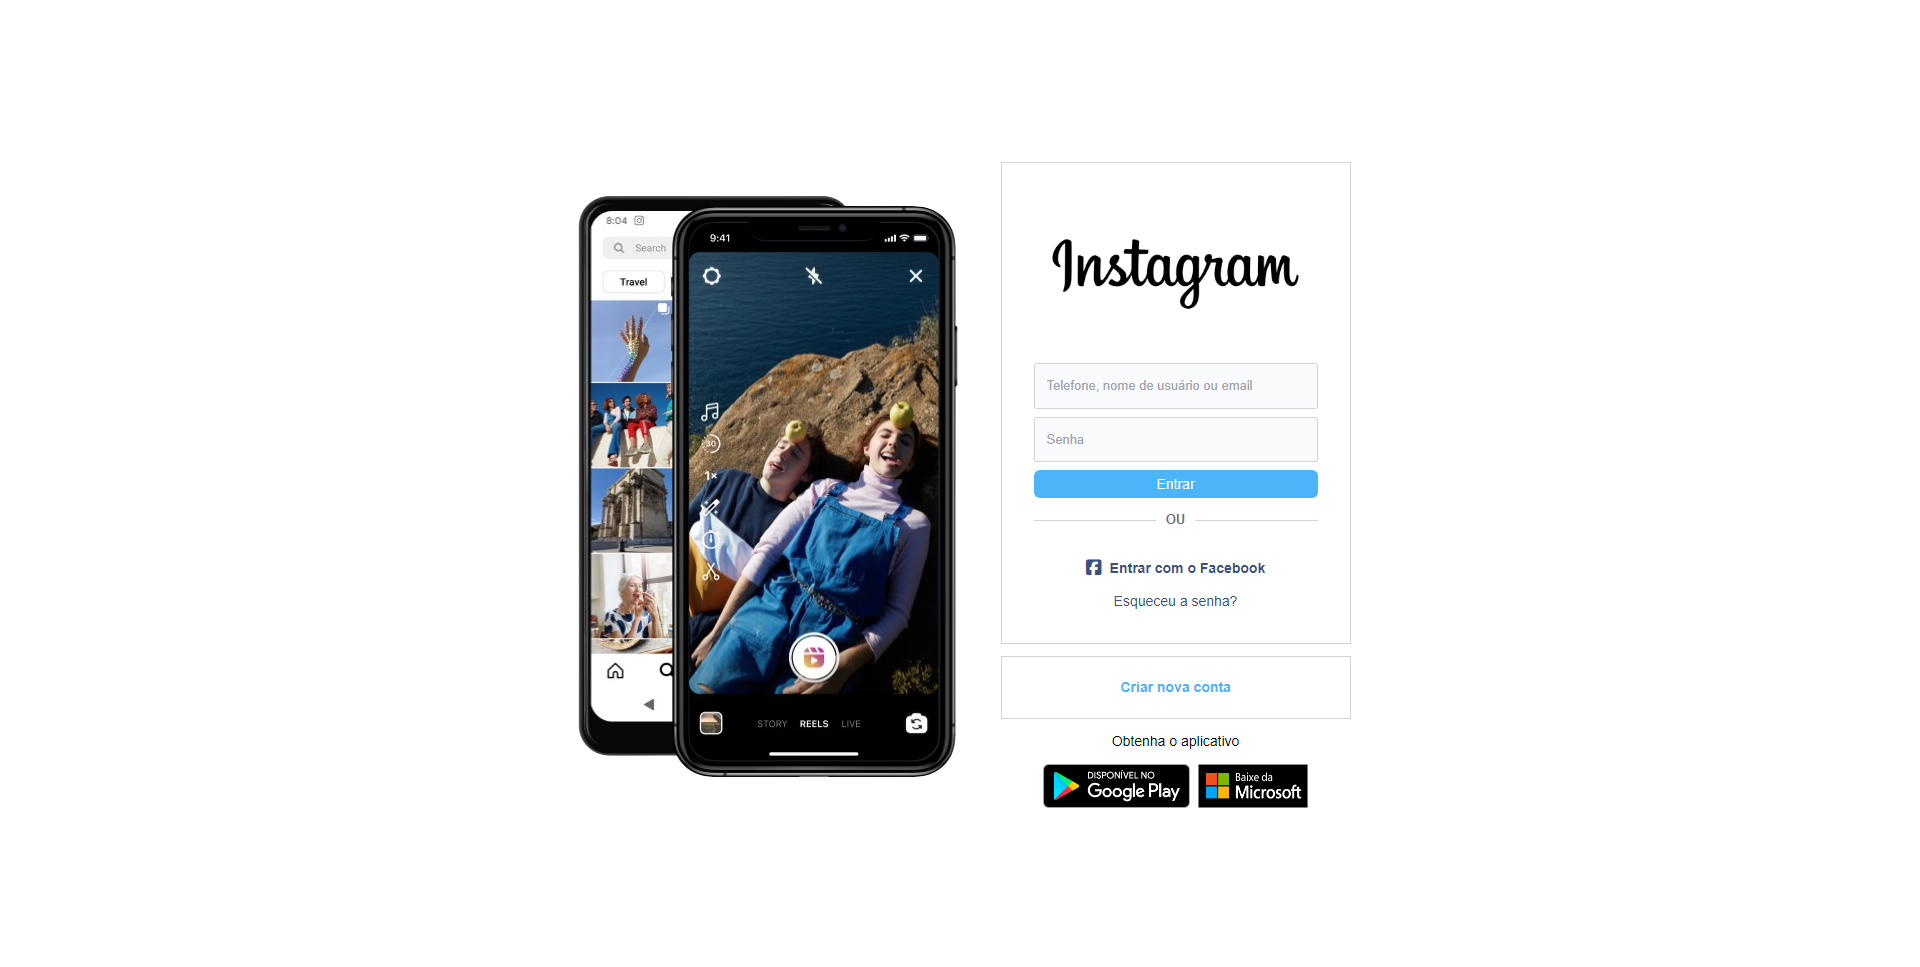 8:04
Search
Travel
9:41
30
1×
STORY REELS LIVE
Instagram
Telefone, nome de usuário ou email
Senha
Entrar
OU
Entrar com o Facebook
Esqueceu a senha?
Criar nova conta
Obtenha o aplicativo
DISPONÍVEL NO
Google Play
Baixe da
Microsoft